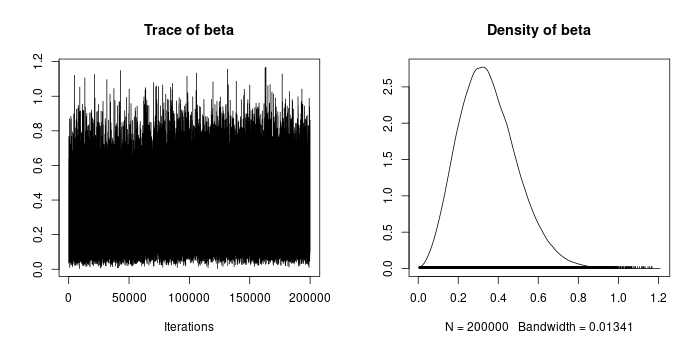 Trace of beta
0.0 0.2 0.4 0.6 0.8 1.0 1.2
0 50000 100000 150000 200000
Iterations
Density of beta
0.0 0.5 1.0 1.5 2.0 2.5
0.0 0.2 0.4 0.6 0.8 1.0 1.2
N = 200000 Bandwidth = 0.01341